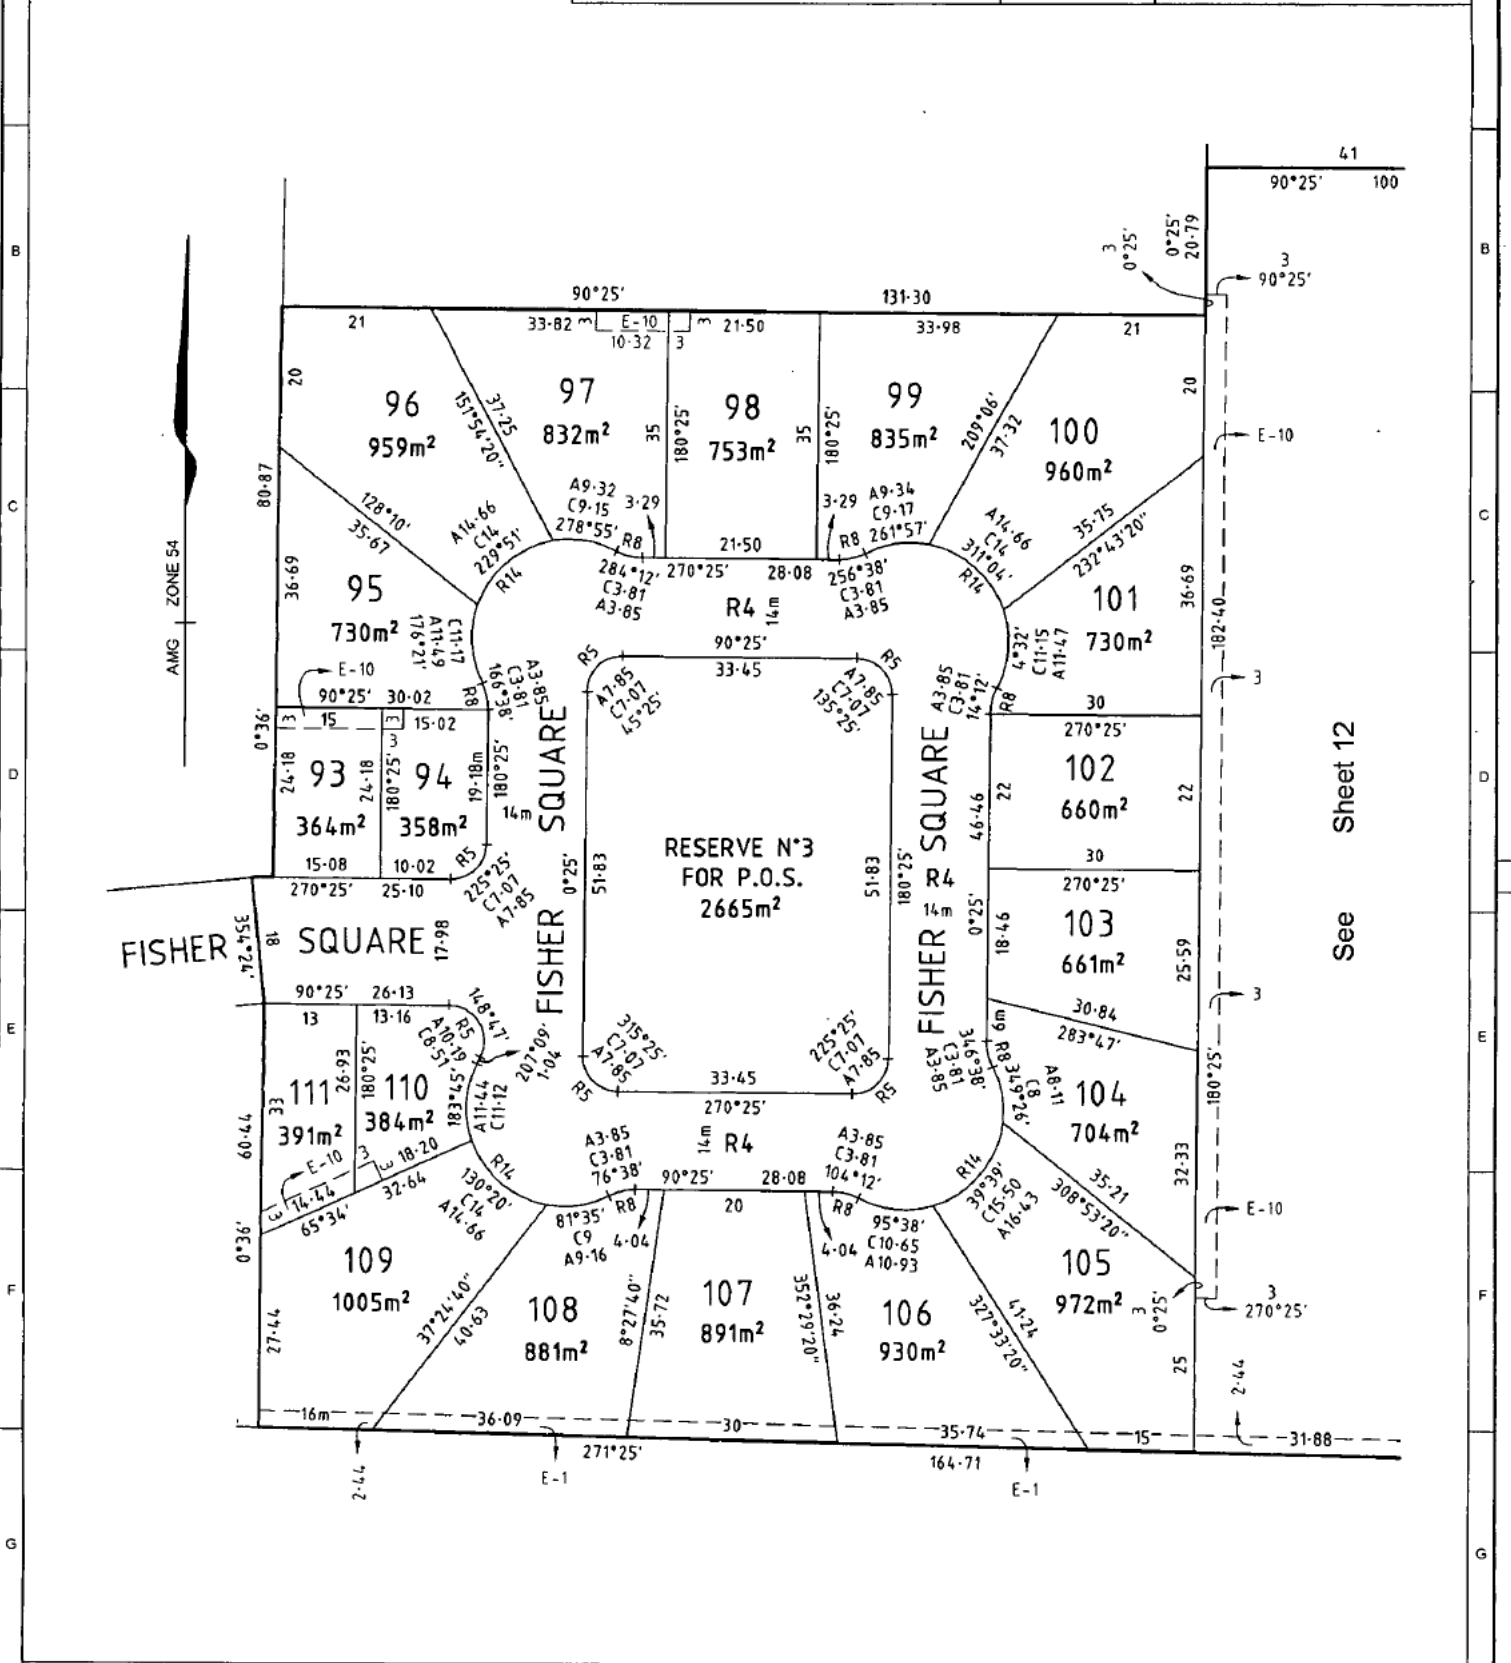 41
90°25' 100
0°25'
20·79
3
0°25'
3
90°25'
B
B
90°25'
131·30
21
33·82
3
E-10
3
21·50
33·98
21
10·32
3
20
20
96
959m²
37·25
151°54'20"
97
832m²
35
180°25'
98
753m²
35
180°25'
99
835m²
209°06'
37·32
100
960m²
E-10
C
C
80·87
128°10'
35·67
A14·66
C14
229°51'
R14
A9·32
C9·15
278°55'
R8
3·29
3·29
A9·34
C9·17
261°57'
R8
A14·66
C14
311°04'
R14
35·75
232°43'20"
21·50
284°12'
C3·81
A3·85
270°25'
28·08
256°38'
C3·81
A3·85
ZONE 54
AMG
36·69
95
730m²
R4
14m
101
730m²
36·69
182·40
C11·17
A11·49
176°21'
4°32'
C11·15
A11·47
90°25'
33·45
R5
R5
E-10
90°25' 30·02
A3·85
C3·81
166°38'
R8
A7·85
C7·07
45°25'
A7·85
C7·07
135°25'
A3·85
C3·81
14°12'
R8
3
30
270°25'
3
15
3
15·02
3
0°36'
24·18
93
364m²
24·18
180°25'
94
358m²
19·18m
180°25'
14m
FISHER SQUARE
D
D
22
102
660m²
22
46·46
See Sheet 12
15·08
10·02
R5
270°25'
25·10
225°25'
C7·07
A7·85
0°25'
51·83
RESERVE N°3
FOR P.O.S.
2665m²
51·83
180°25'
FISHER SQUARE
R4
14m
30
270°25'
0°25'
18·46
103
661m²
25·59
354°24'
18
FISHER SQUARE
17·98
30·84
283°47'
3
90°25'
26·13
13
13·16
R5
148°47'
A10·19
C8·51
207°09'
1·04
315°25'
C7·07
A7·85
R5
225°25'
C7·07
A7·85
R5
6m
R8
346°38'
C3·81
A3·85
349°26'
C8
A8·11
E
E
111
391m²
33
26·93
180°25'
110
384m²
183°45'
A11·44
C11·12
33·45
270°25'
104
704m²
180°25'
60·44
E-10
3
3
18·20
3
14·44
32·64
65°34'
R14
130°20'
C14
A14·66
A3·85
C3·81
76°38'
14m
R4
A3·85
C3·81
104°12'
R14
39°39'
C15·50
A16·43
35·21
308°53'20"
32·33
90°25'
28·08
R8
20
R8
81°35'
C9
A9·16
4·04
4·04
95°38'
C10·65
A10·93
E-10
0°36'
109
1005m²
37°24'40"
40·63
108
881m²
8°27'40"
35·72
107
891m²
352°29'20"
36·24
106
930m²
327°33'20"
41·24
105
972m²
3
0°25'
3
270°25'
F
F
27·44
25
2·44
16m
36·09
30
35·74
15
31·88
271°25'
164·71
2·44
E-1
E-1
G
G